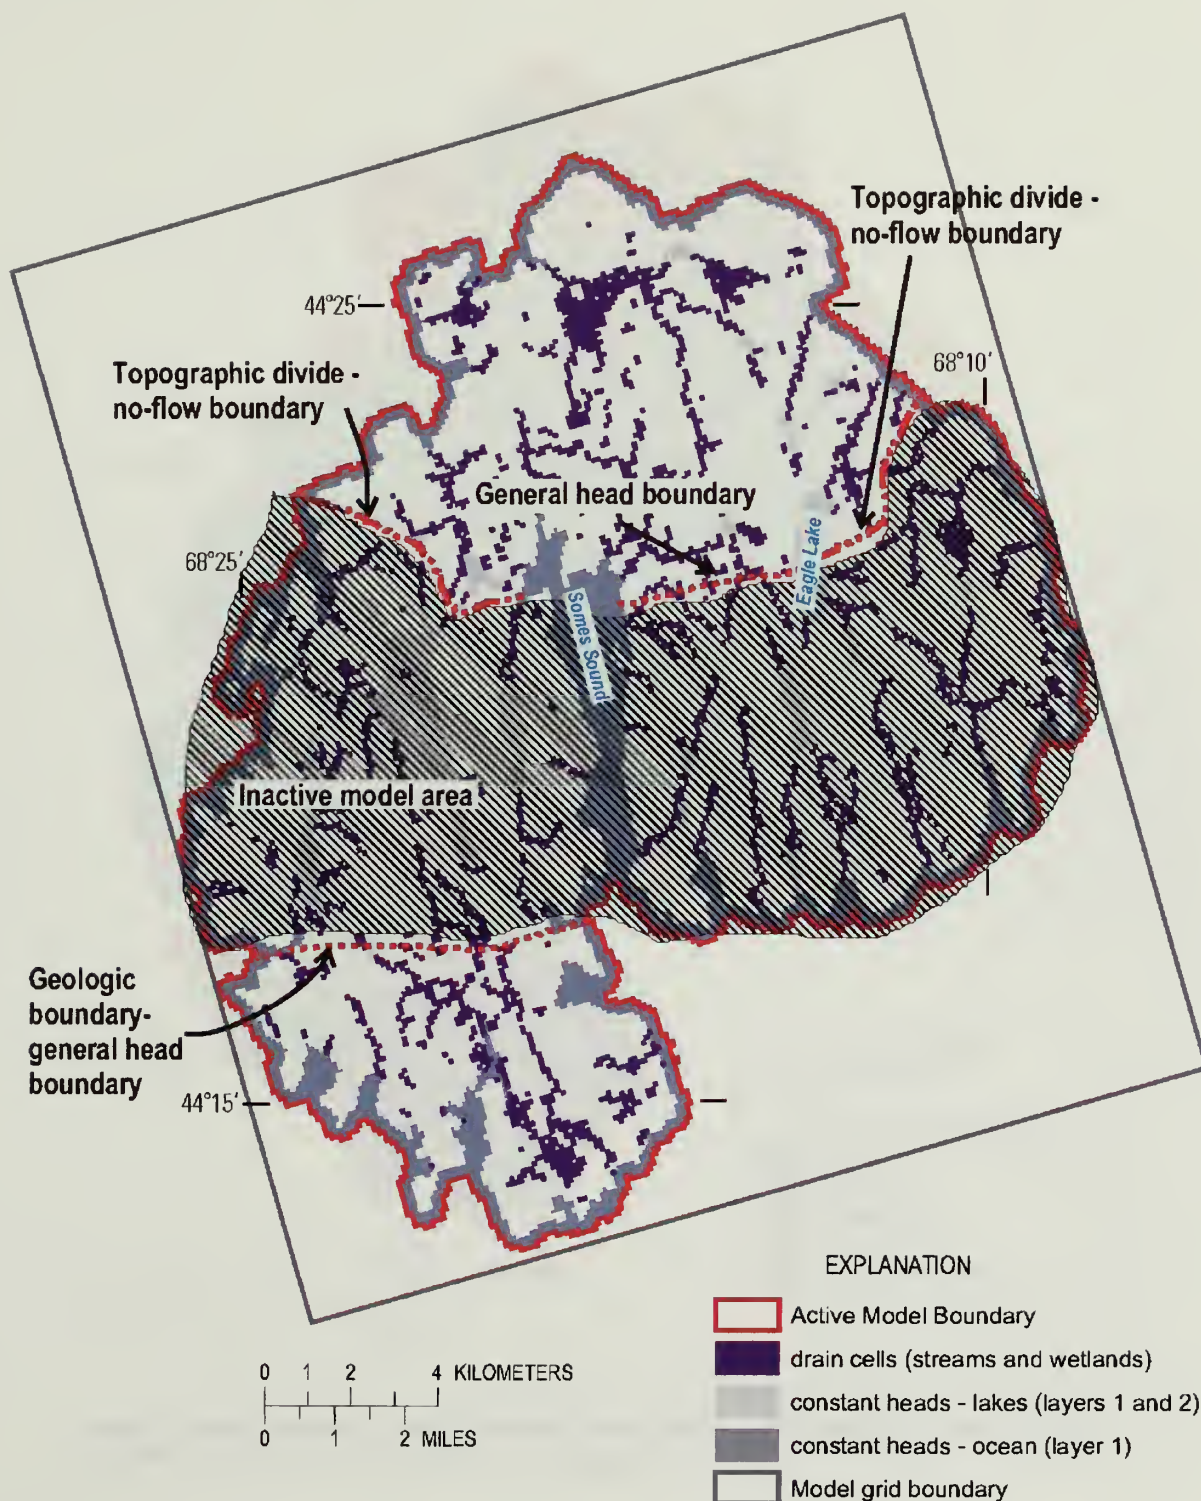 Topographic divide -
no-flow boundary
44°25′
68°10′
Topographic divide -
no-flow boundary
General head boundary
Eagle Lake
68°25′
Somes Sound
Inactive model area
Geologic
boundary-
general head
boundary
44°15′
EXPLANATION
Active Model Boundary
drain cells (streams and wetlands)
constant heads - lakes (layers 1 and 2)
constant heads - ocean (layer 1)
Model grid boundary
0 1 2 4 KILOMETERS
0 1 2 MILES